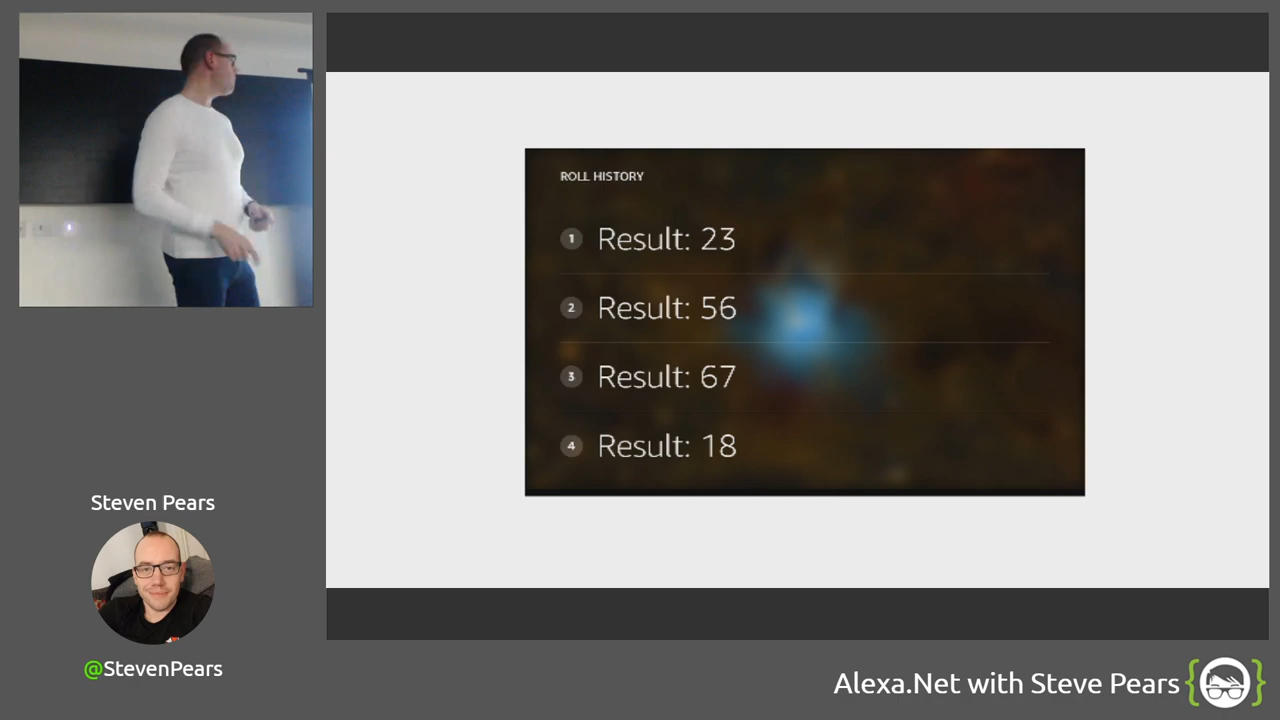 ROLL HISTORY
1 Result: 23
2 Result: 56
3 Result: 67
4 Result: 18
Steven Pears
@StevenPears
Alexa.Net with Steve Pears